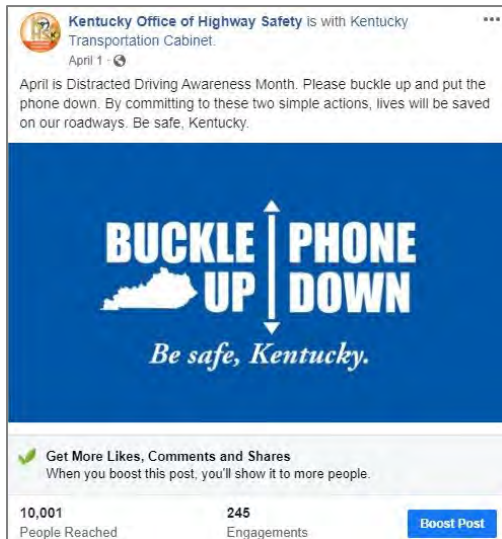 Kentucky Office of Highway Safety is with Kentucky
Transportation Cabinet.
April 1
April is Distracted Driving Awareness Month. Please buckle up and put the
phone down. By committing to these two simple actions, lives will be saved
on our roadways. Be safe, Kentucky.
BUCKLE PHONE
UP DOWN
Be safe, Kentucky.
Get More Likes, Comments and Shares
When you boost this post, you'll show it to more people.
10,001 245
People Reached Engagements Boost Post